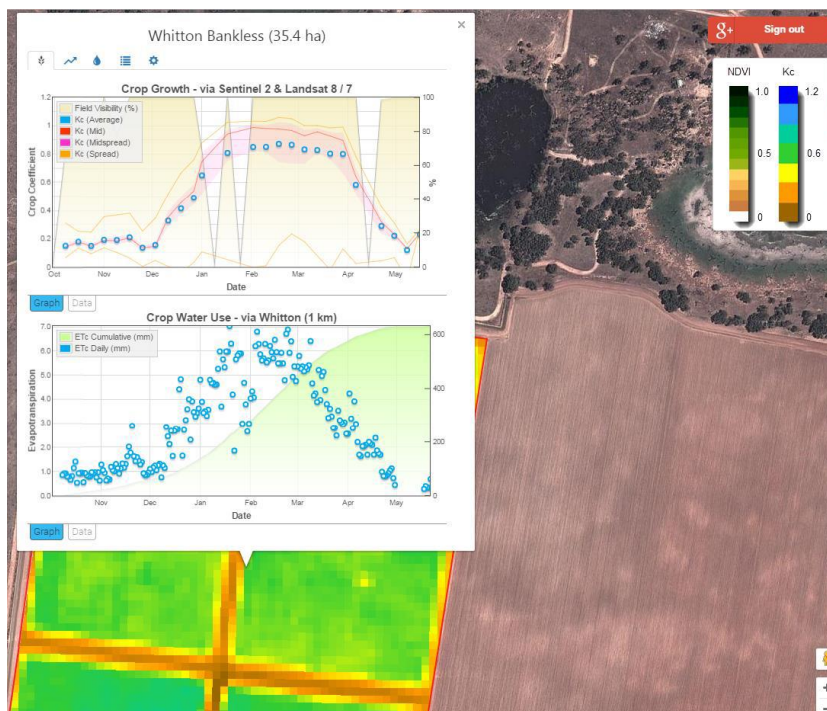 Whitton Bankless (35.4 ha)
×
Crop Growth - via Sentinel 2 & Landsat 8 / 7
Field Visibility (%)
Kc (Average)
Kc (Mid)
Kc (Midspread)
Kc (Spread)
Crop Coefficient
1.2
1
0.8
0.6
0.4
0.2
0
100
80
60
40
20
0
%
Oct Nov Dec Jan Feb Mar Apr May
Date
Graph Data
Crop Water Use - via Whitton (1 km)
ETc Cumulative (mm)
ETc Daily (mm)
Evapotranspiration
7.0
6.0
5.0
4.0
3.0
2.0
1.0
0.0
600
400
200
0
Nov Dec Jan Feb Mar Apr May
Date
Graph Data
g+ Sign out
NDVI Kc
1.0 1.2
0.6 0.6
0 0
+